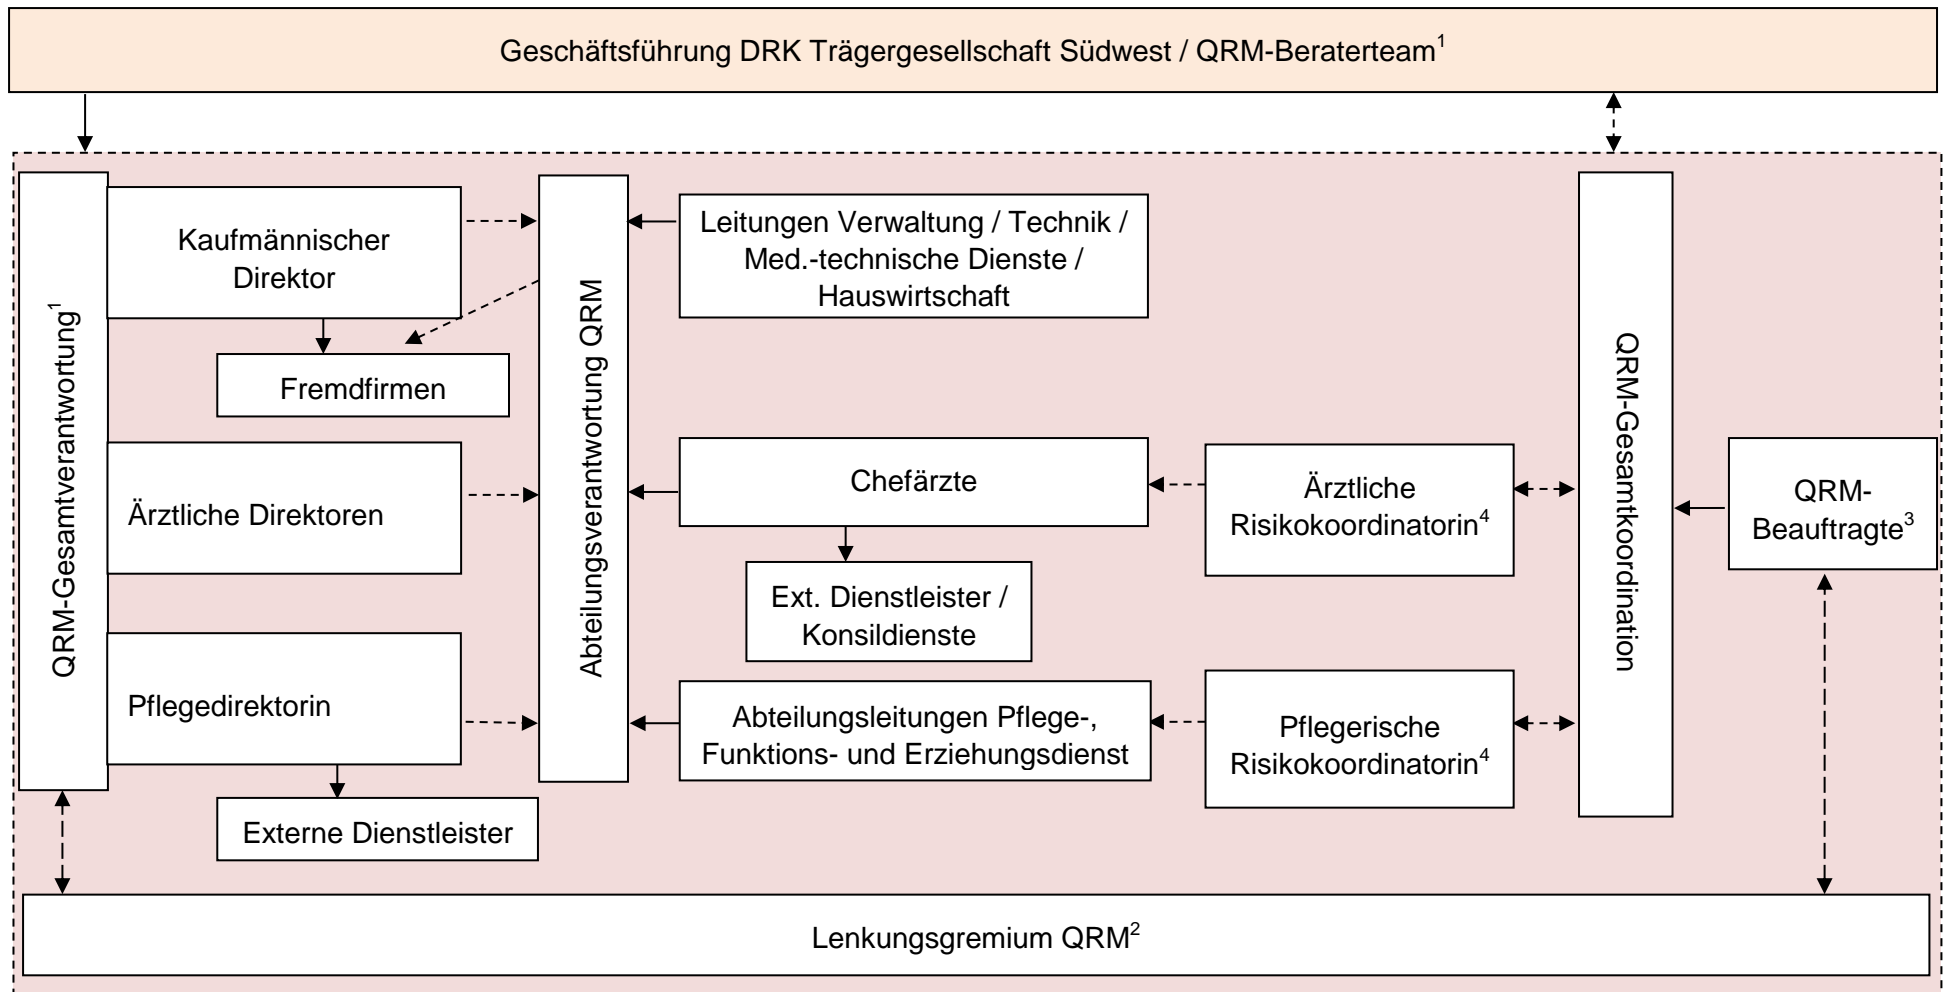 Geschäftsführung DRK Trägergesellschaft Südwest / QRM-Beraterteam¹
QRM-Gesamtverantwortung¹
Kaufmännischer
Direktor
Fremdfirmen
Ärztliche Direktoren
Pflegedirektorin
Externe Dienstleister
Abteilungsverantwortung QRM
Leitungen Verwaltung / Technik /
Med.-technische Dienste /
Hauswirtschaft
Chefärzte
Ext. Dienstleister /
Konsildienste
Abteilungsleitungen Pflege-,
Funktions- und Erziehungsdienst
Ärztliche
Risikokoordinatorin⁴
Pflegerische
Risikokoordinatorin⁴
QRM-Gesamtkoordination
QRM-
Beauftragte³
Lenkungsgremium QRM²